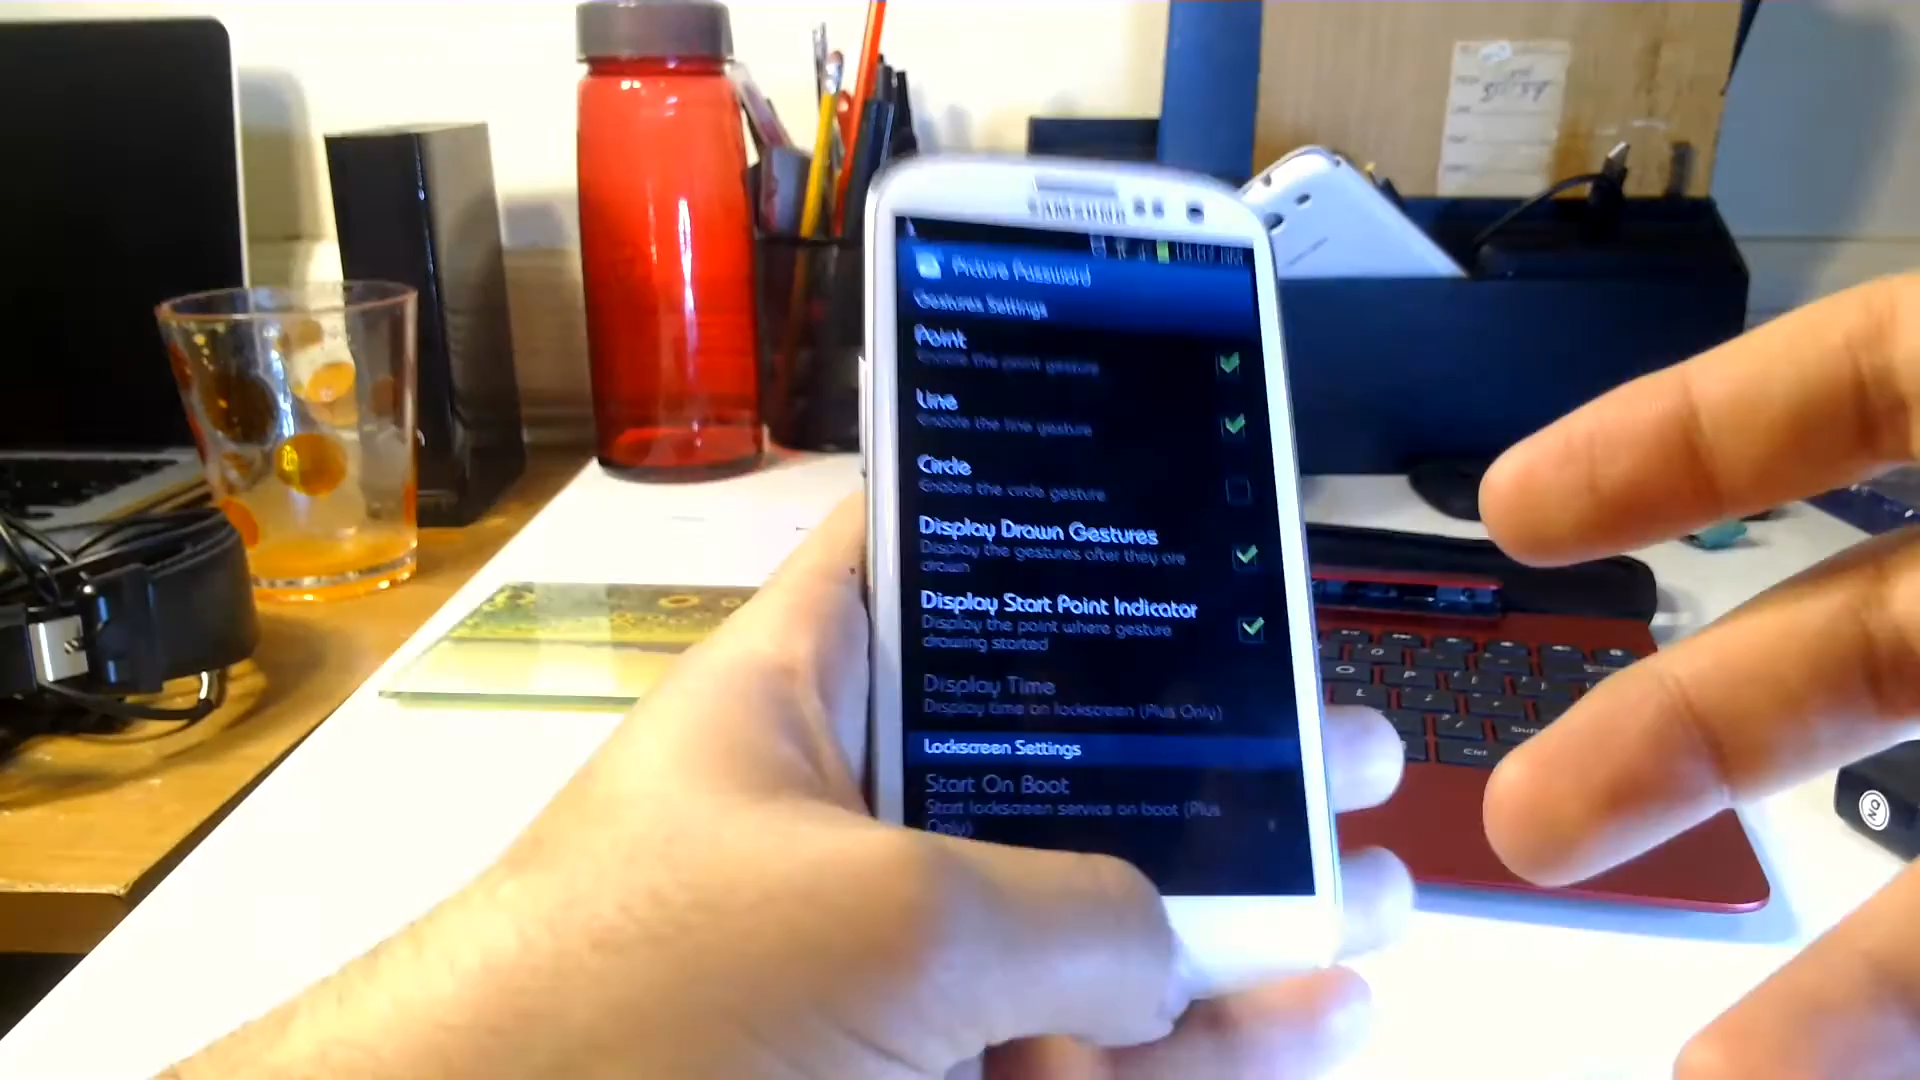 SAMSUNG
Picture Password
Gestures Settings
Point
Enable the point gesture
Line
Enable the line gesture
Circle
Enable the circle gesture
Display Drawn Gestures
Display the gestures after they are
drawn
Display Start Point Indicator
Display the point where gesture
drawing started
Display Time
Display time on lockscreen (Plus Only)
Lockscreen Settings
Start On Boot
Start lockscreen service on boot (Plus
Only)
O
P
L
Ctrl
NQ